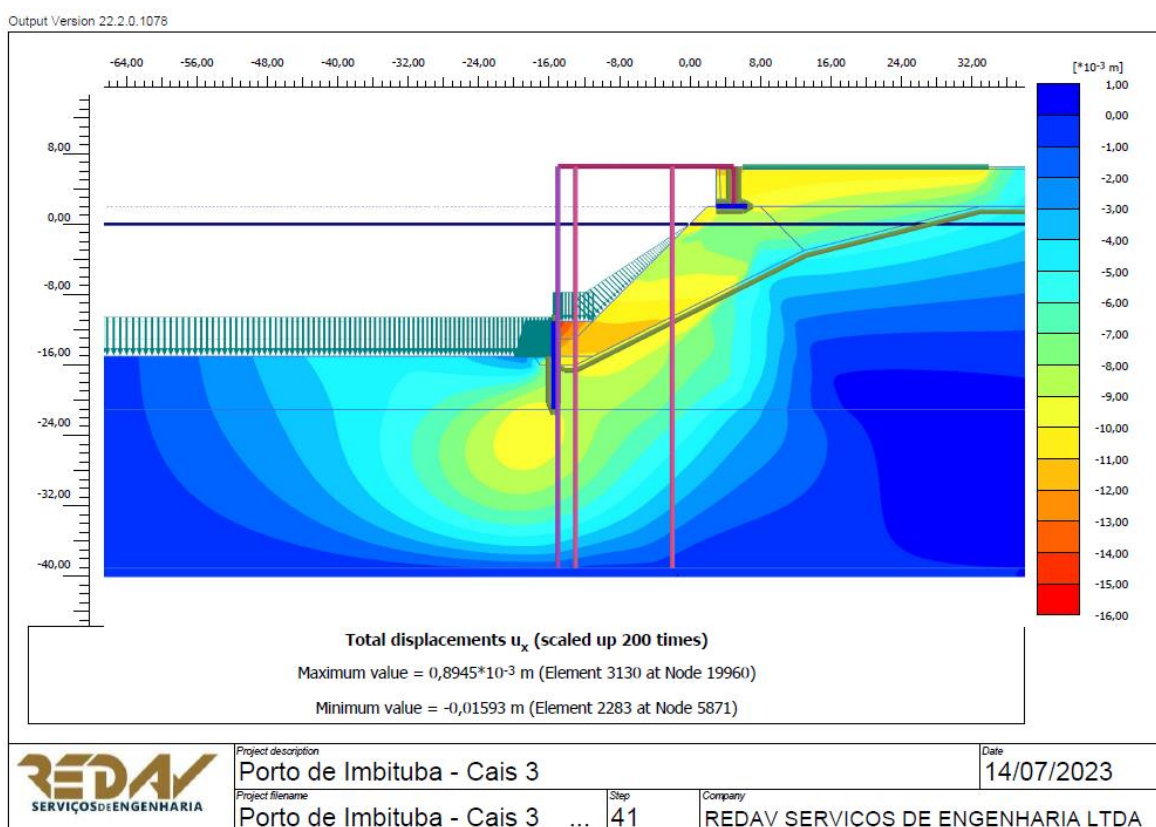 Output Version 22.2.0.1078
-64,00 -56,00 -48,00 -40,00 -32,00 -24,00 -16,00 -8,00 0,00 8,00 16,00 24,00 32,00
[*10-3 m]
8,00
0,00
-8,00
-16,00
-24,00
-32,00
-40,00
1,00
0,00
-1,00
-2,00
-3,00
-4,00
-5,00
-6,00
-7,00
-8,00
-9,00
-10,00
-11,00
-12,00
-13,00
-14,00
-15,00
-16,00
Total displacements ux (scaled up 200 times)
Maximum value = 0,8945*10-3 m (Element 3130 at Node 19960)
Minimum value = -0,01593 m (Element 2283 at Node 5871)
REDAV
SERVIÇOS DE ENGENHARIA
Project description
Porto de Imbituba - Cais 3
Date
14/07/2023
Project filename
Porto de Imbituba - Cais 3 ...
Step
41
Company
REDAV SERVIÇOS DE ENGENHARIA LTDA